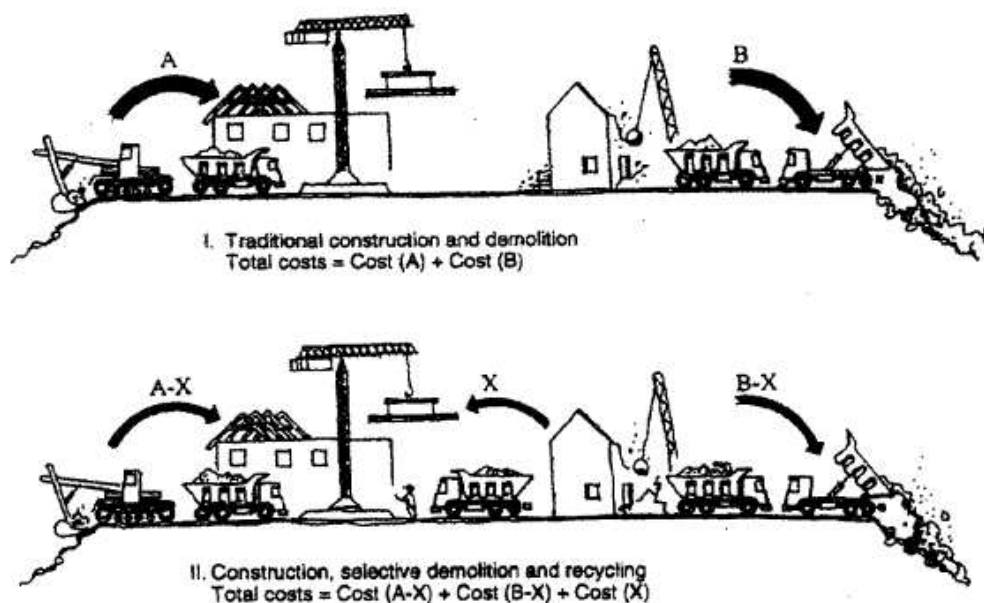 A
B
I. Traditional construction and demolition
Total costs = Cost (A) + Cost (B)
A-X
X
B-X
II. Construction, selective demolition and recycling
Total costs = Cost (A-X) + Cost (B-X) + Cost (X)